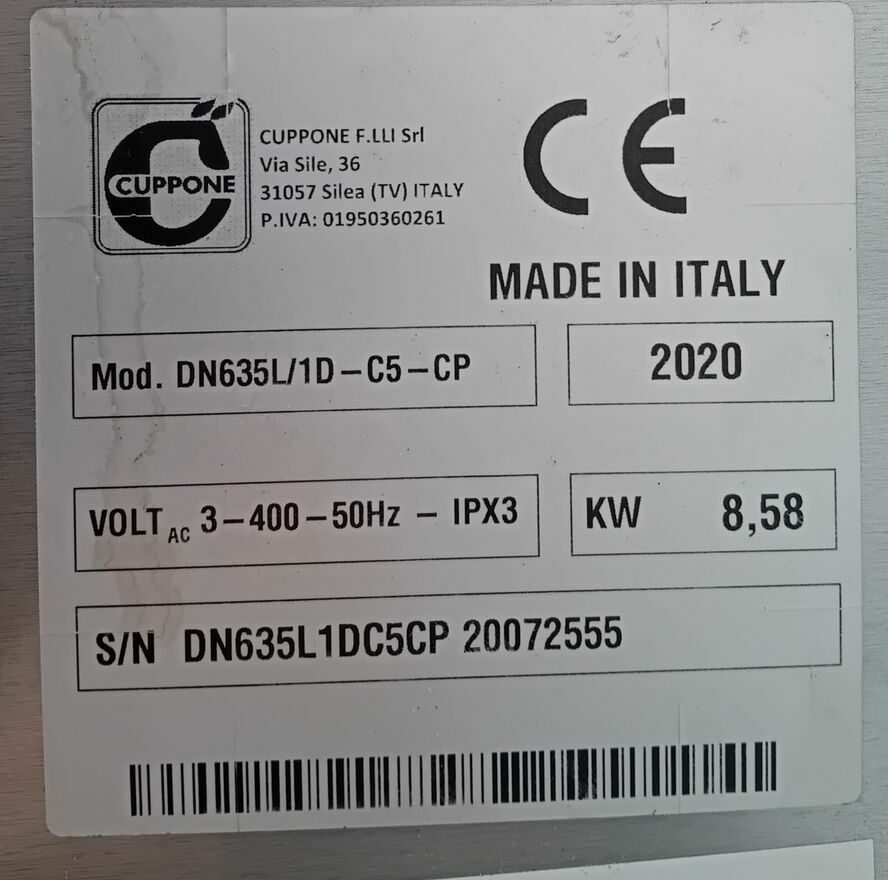 CUPPONE
CUPPONE F.LLI Srl
Via Sile, 36
31057 Silea (TV) ITALY
P.IVA: 01950360261
CE
MADE IN ITALY
Mod. DN635L/1D-C5-CP
2020
VOLT AC 3-400-50Hz - IPX3
KW 8,58
S/N DN635L1DC5CP 20072555